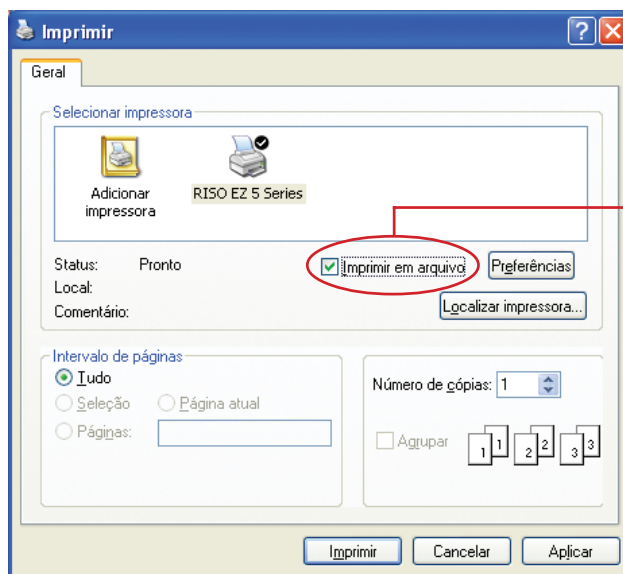 Imprimir
Geral
Selecionar impressora
Adicionar
impressora
RISO EZ 5 Series
Status: Pronto
Imprimir em arquivo
Preferências
Local:
Localizar impressora...
Comentário:
Intervalo de páginas
Tudo
Seleção Página atual
Páginas:
Número de cópias: 1
Agrupar
1 1 2 2 3 3
Imprimir Cancelar Aplicar